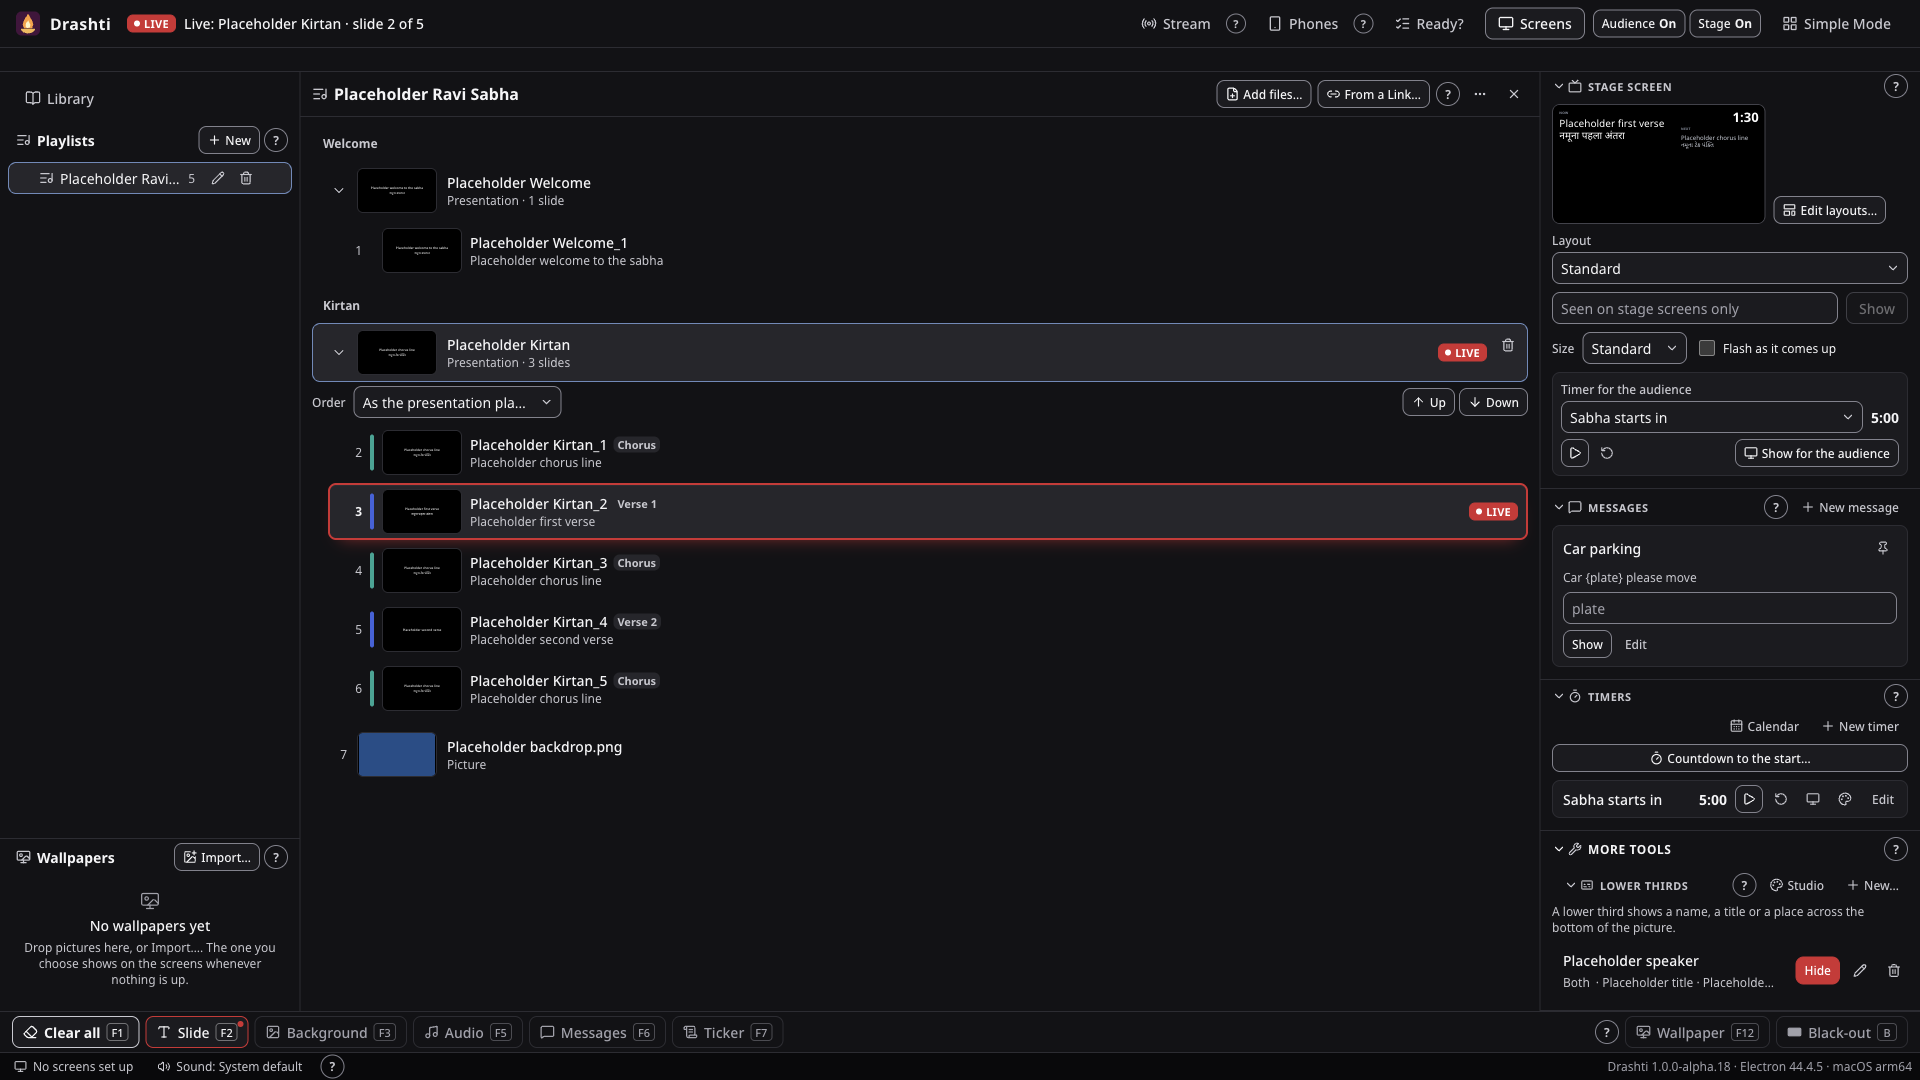 Drashti
LIVE
Live: Placeholder Kirtan · slide 2 of 5
Stream
?
Phones
?
Ready?
Screens
Audience On
Stage On
Simple Mode
Library
Playlists
New
?
Placeholder Ravi...
5
Wallpapers
Import...
?
No wallpapers yet
Drop pictures here, or Import.... The one you
choose shows on the screens whenever
nothing is up.
Placeholder Ravi Sabha
Add files...
From a Link...
?
Welcome
Placeholder Welcome
Presentation · 1 slide
1
Placeholder Welcome_1
Placeholder welcome to the sabha
Kirtan
Placeholder Kirtan
Presentation · 3 slides
LIVE
Order
As the presentation pla...
Up
Down
2
Placeholder Kirtan_1
Chorus
Placeholder chorus line
3
Placeholder Kirtan_2
Verse 1
Placeholder first verse
LIVE
4
Placeholder Kirtan_3
Chorus
Placeholder chorus line
5
Placeholder Kirtan_4
Verse 2
Placeholder second verse
6
Placeholder Kirtan_5
Chorus
Placeholder chorus line
7
Placeholder backdrop.png
Picture
STAGE SCREEN
?
Placeholder first verse
नमूना पहला अंतरा
1:30
Placeholder chorus line
Edit layouts...
Layout
Standard
Seen on stage screens only
Show
Size
Standard
Flash as it comes up
Timer for the audience
Sabha starts in
5:00
Show for the audience
MESSAGES
?
New message
Car parking
Car {plate} please move
plate
Show
Edit
TIMERS
?
Calendar
New timer
Countdown to the start...
Sabha starts in
5:00
Edit
MORE TOOLS
?
LOWER THIRDS
?
Studio
New...
A lower third shows a name, a title or a place across the
bottom of the picture.
Placeholder speaker
Both · Placeholder title · Placeholde...
Hide
Clear all F1
Slide F2
Background F3
Audio F5
Messages F6
Ticker F7
?
Wallpaper F12
Black-out B
No screens set up
Sound: System default
?
Drashti 1.0.0-alpha.18 · Electron 44.4.5 · macOS arm64